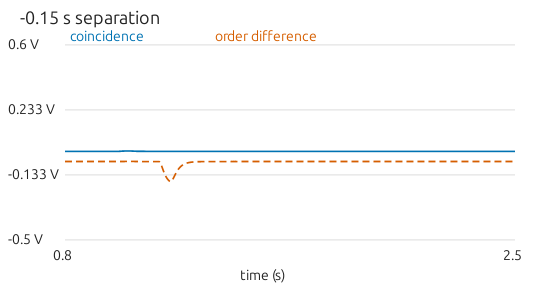 -0.15 s separation
coincidence order difference
0.6 V
0.233 V
-0.133 V
-0.5 V
0.8 2.5
time (s)